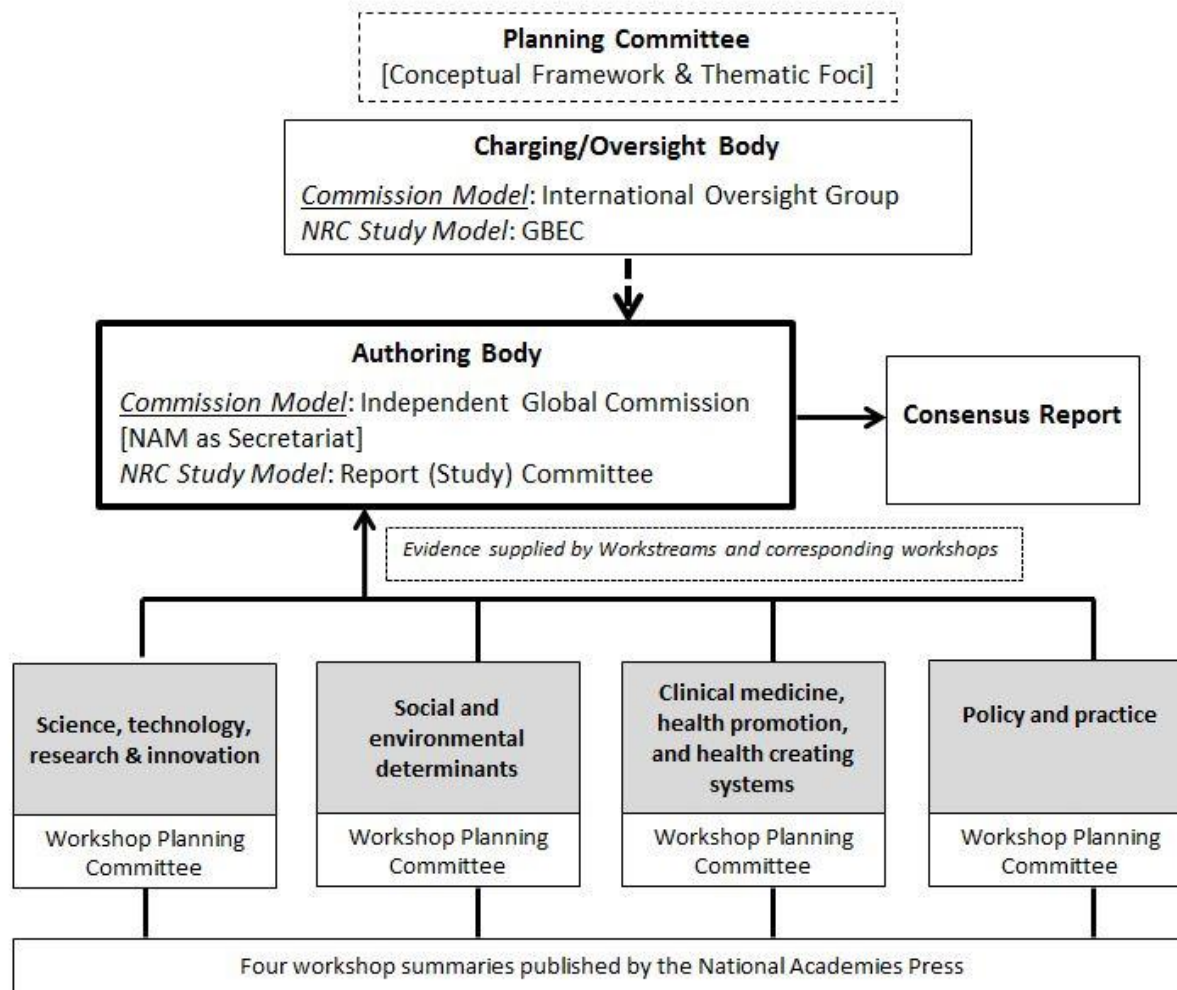 Planning Committee
[Conceptual Framework & Thematic Foci]
Charging/Oversight Body
Commission Model: International Oversight Group
NRC Study Model: GBEC
Authoring Body
Commission Model: Independent Global Commission
[NAM as Secretariat]
NRC Study Model: Report (Study) Committee
Consensus Report
Evidence supplied by Workstreams and corresponding workshops
Science, technology,
research & innovation
Workshop Planning
Committee
Social and
environmental
determinants
Workshop Planning
Committee
Clinical medicine,
health promotion,
and health creating
systems
Workshop Planning
Committee
Policy and practice
Workshop Planning
Committee
Four workshop summaries published by the National Academies Press